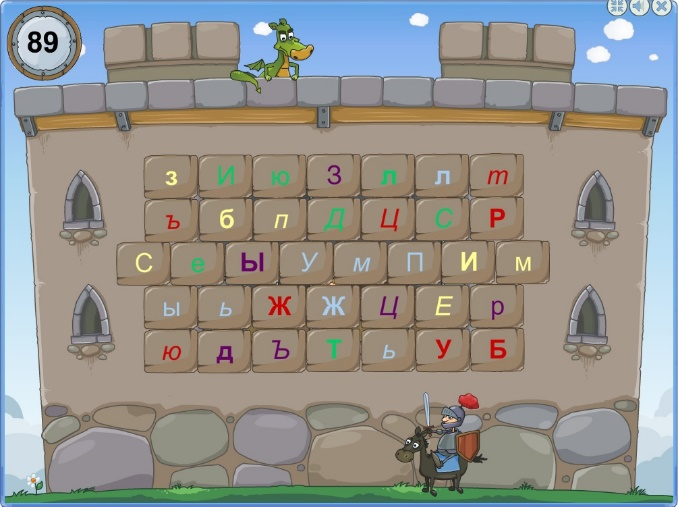 89
з И ю З л л т
ъ б п Д Ц С Р
С е Ы У м П И м
ы ь Ж Ж Ц Е р
ю д Ъ Т ь У Б